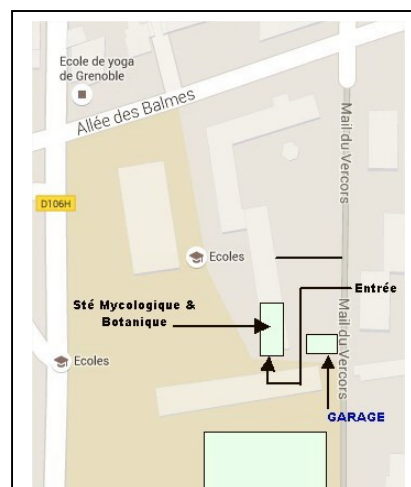 Ecole de yoga
de Grenoble
Allée des Balmes
Mail du Vercors
D106H
Ecoles
Entrée
Sté Mycologique &
Botanique
Mail du Vercors
Ecoles
GARAGE